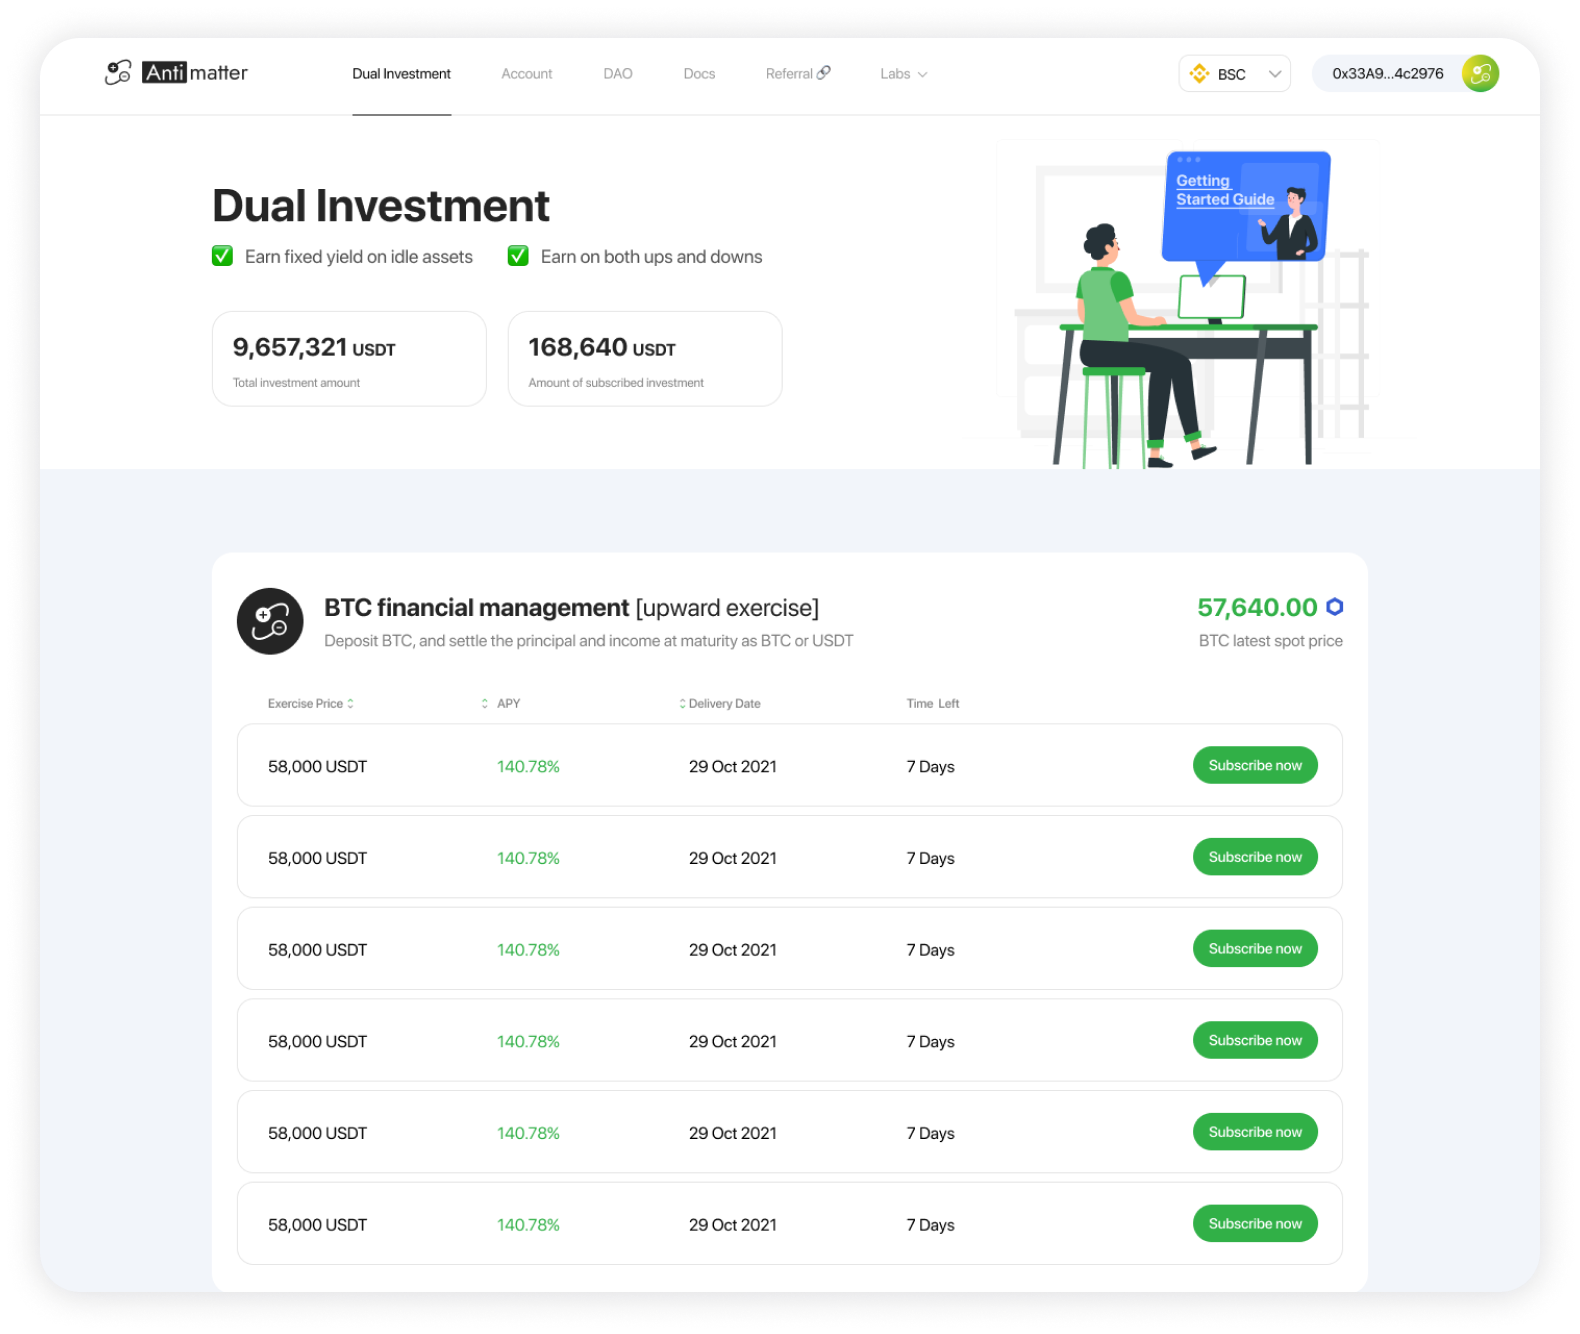 Antimatter
Dual Investment
Account
DAO
Docs
Referral
Labs
BSC
0x33A9...4c2976
Dual Investment
Earn fixed yield on idle assets
Earn on both ups and downs
9,657,321 USDT
Total investment amount
168,640 USDT
Amount of subscribed investment
Getting
Started Guide
BTC financial management [upward exercise]
Deposit BTC, and settle the principal and income at maturity as BTC or USDT
57,640.00
BTC latest spot price
Exercise Price APY Delivery Date Time Left
58,000 USDT 140.78% 29 Oct 2021 7 Days Subscribe now
58,000 USDT 140.78% 29 Oct 2021 7 Days Subscribe now
58,000 USDT 140.78% 29 Oct 2021 7 Days Subscribe now
58,000 USDT 140.78% 29 Oct 2021 7 Days Subscribe now
58,000 USDT 140.78% 29 Oct 2021 7 Days Subscribe now
58,000 USDT 140.78% 29 Oct 2021 7 Days Subscribe now